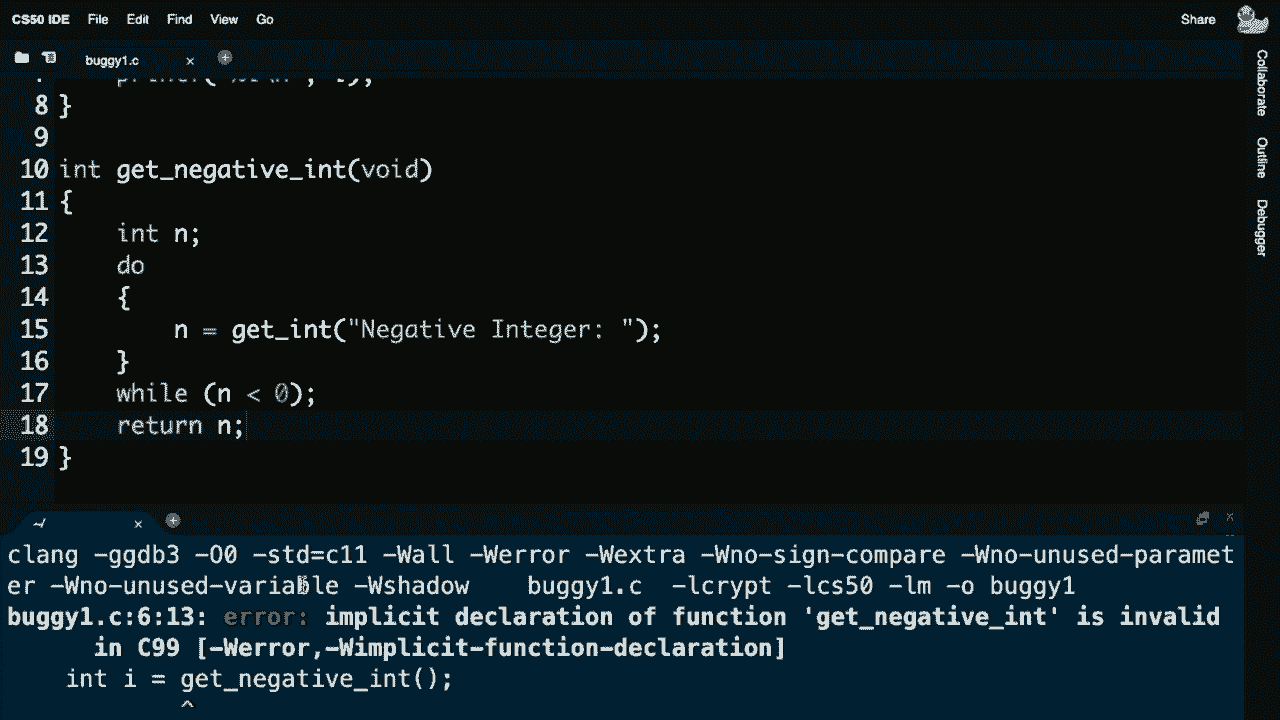 CS50 IDE File Edit Find View Go Share
buggy1.c
8 }
9
10 int get_negative_int(void)
11 {
12 int n;
13 do
14 {
15 n = get_int("Negative Integer: ");
16 }
17 while (n < 0);
18 return n;
19 }
Collaborate
Outline
Debugger
clang -ggdb3 -O0 -std=c11 -Wall -Werror -Wextra -Wno-sign-compare -Wno-unused-paramet
er -Wno-unused-variable -Wshadow buggy1.c -lcrypt -lcs50 -lm -o buggy1
buggy1.c:6:13: error: implicit declaration of function 'get_negative_int' is invalid
in C99 [-Werror,-Wimplicit-function-declaration]
int i = get_negative_int();
^